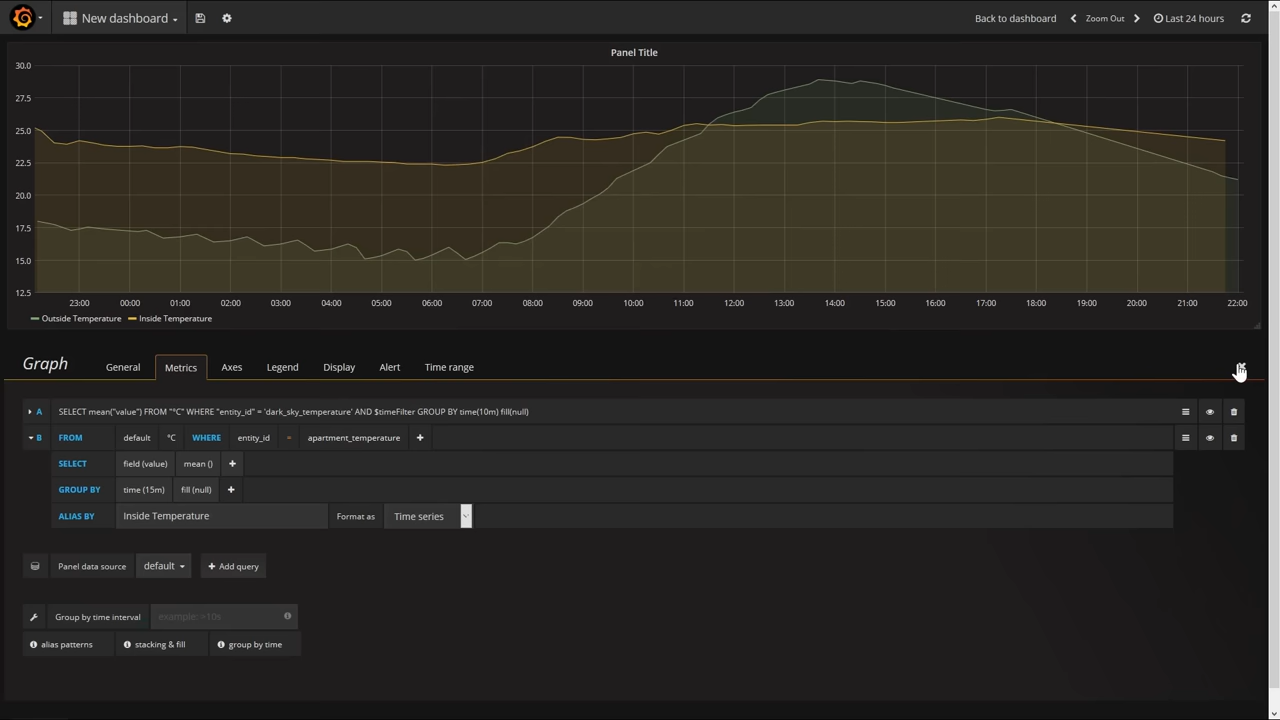 New dashboard
Back to dashboard Zoom Out Last 24 hours
Panel Title
30.0
27.5
25.0
22.5
20.0
17.5
15.0
12.5
23:00 00:00 01:00 02:00 03:00 04:00 05:00 06:00 07:00 08:00 09:00 10:00 11:00 12:00 13:00 14:00 15:00 16:00 17:00 18:00 19:00 20:00 21:00 22:00
Outside Temperature Inside Temperature
Graph General Metrics Axes Legend Display Alert Time range
A SELECT mean("value") FROM "°C" WHERE "entity_id" = 'dark_sky_temperature' AND $timeFilter GROUP BY time(10m) fill(null)
B FROM default °C WHERE entity_id = apartment_temperature +
SELECT field (value) mean () +
GROUP BY time (15m) fill (null) +
ALIAS BY Inside Temperature Format as Time series
Panel data source default + Add query
Group by time interval example: >10s
alias patterns stacking & fill group by time